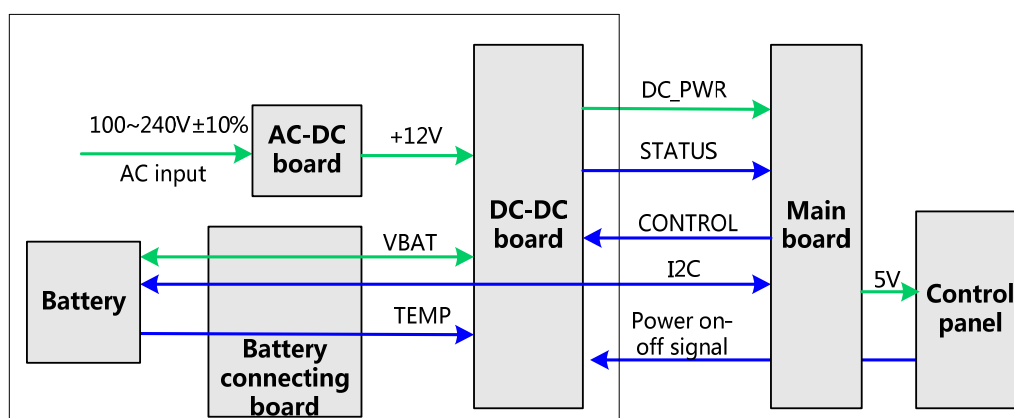 100~240V±10%
AC input
AC-DC
board
+12V
DC-DC
board
DC_PWR
STATUS
CONTROL
I2C
Main
board
5V
Control
panel
Power on-
off signal
Battery
VBAT
TEMP
Battery
connecting
board